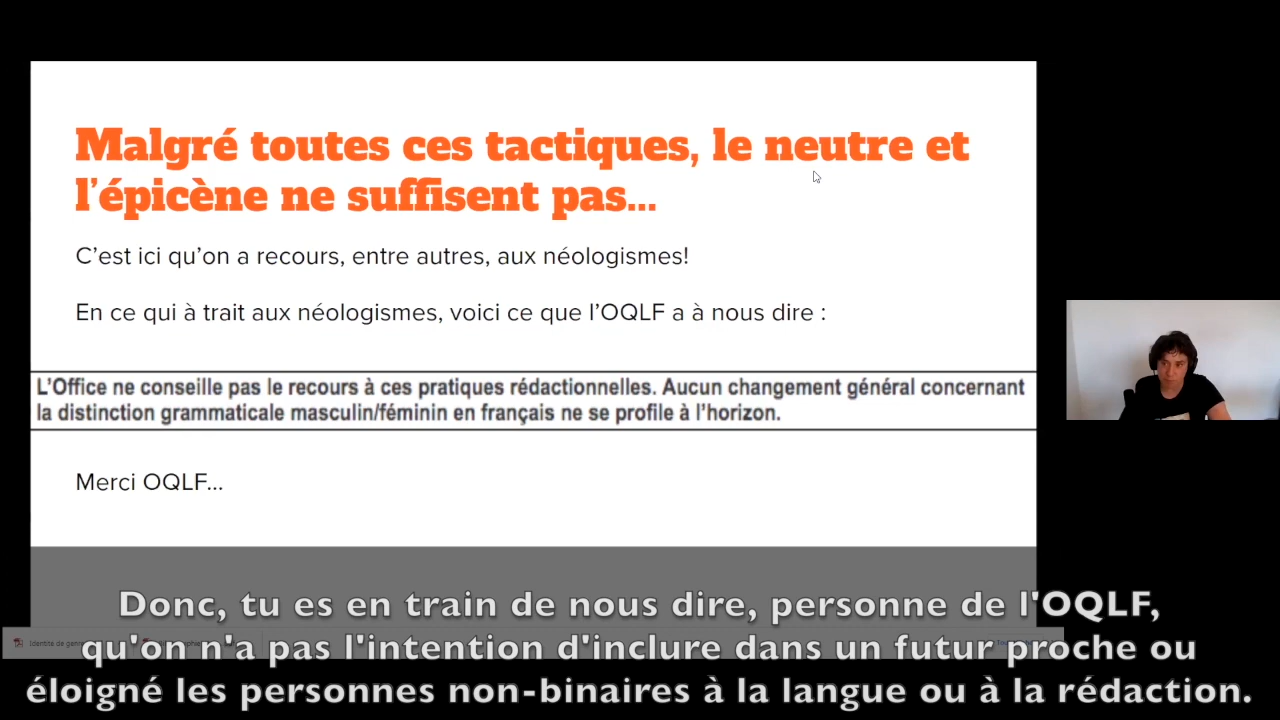 Malgré toutes ces tactiques, le neutre et
l'épicène ne suffisent pas...
C'est ici qu'on a recours, entre autres, aux néologismes!
En ce qui à trait aux néologismes, voici ce que l'OQLF a à nous dire :
L'Office ne conseille pas le recours à ces pratiques rédactionnelles. Aucun changement général concernant
la distinction grammaticale masculin/féminin en français ne se profile à l'horizon.
Merci OQLF...
Donc, tu es en train de nous dire, personne de l'OQLF,
qu'on n'a pas l'intention d'inclure dans un futur proche ou
éloigné les personnes non-binaires à la langue ou à la rédaction.